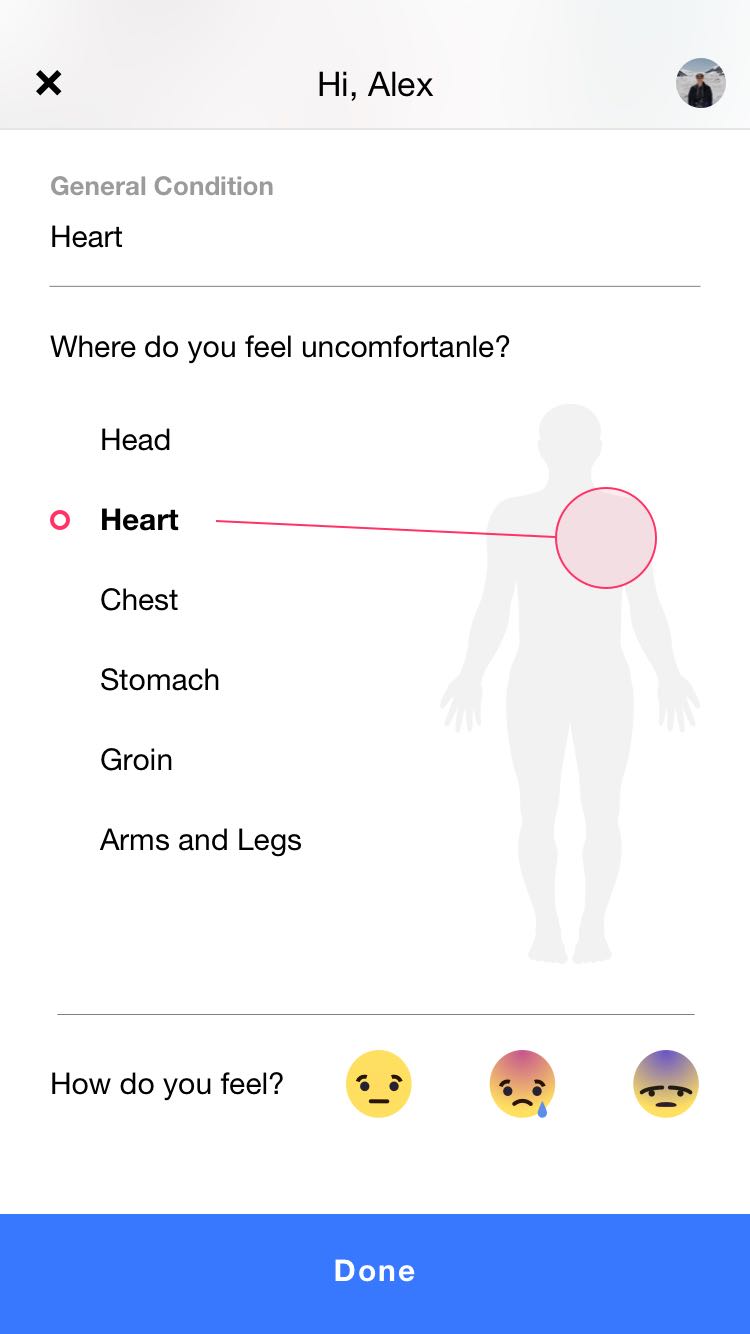 Hi, Alex
General Condition
Heart
Where do you feel uncomfortanle?
Head
Heart
Chest
Stomach
Groin
Arms and Legs
How do you feel?
Done